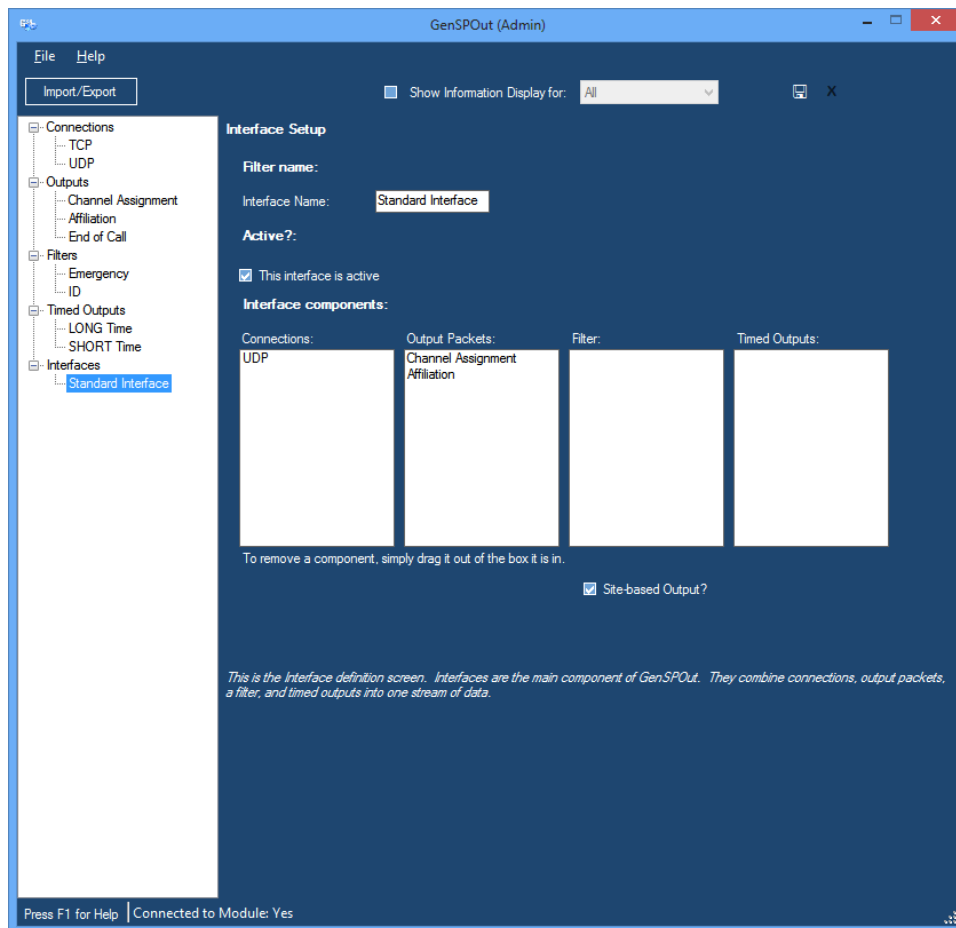 GenSPOut (Admin)
File Help
Import/Export
Show Information Display for: All
X
Connections
TCP
UDP
Outputs
Channel Assignment
Affiliation
End of Call
Filters
Emergency
ID
Timed Outputs
LONG Time
SHORT Time
Interfaces
Standard Interface
Interface Setup
Filter name:
Interface Name: Standard Interface
Active?:
This interface is active
Interface components:
Connections: Output Packets: Filter: Timed Outputs:
UDP Channel Assignment
Affiliation
To remove a component, simply drag it out of the box it is in.
Site-based Output?
This is the Interface definition screen. Interfaces are the main component of GenSPOut. They combine connections, output packets,
a filter, and timed outputs into one stream of data.
Press F1 for Help Connected to Module: Yes